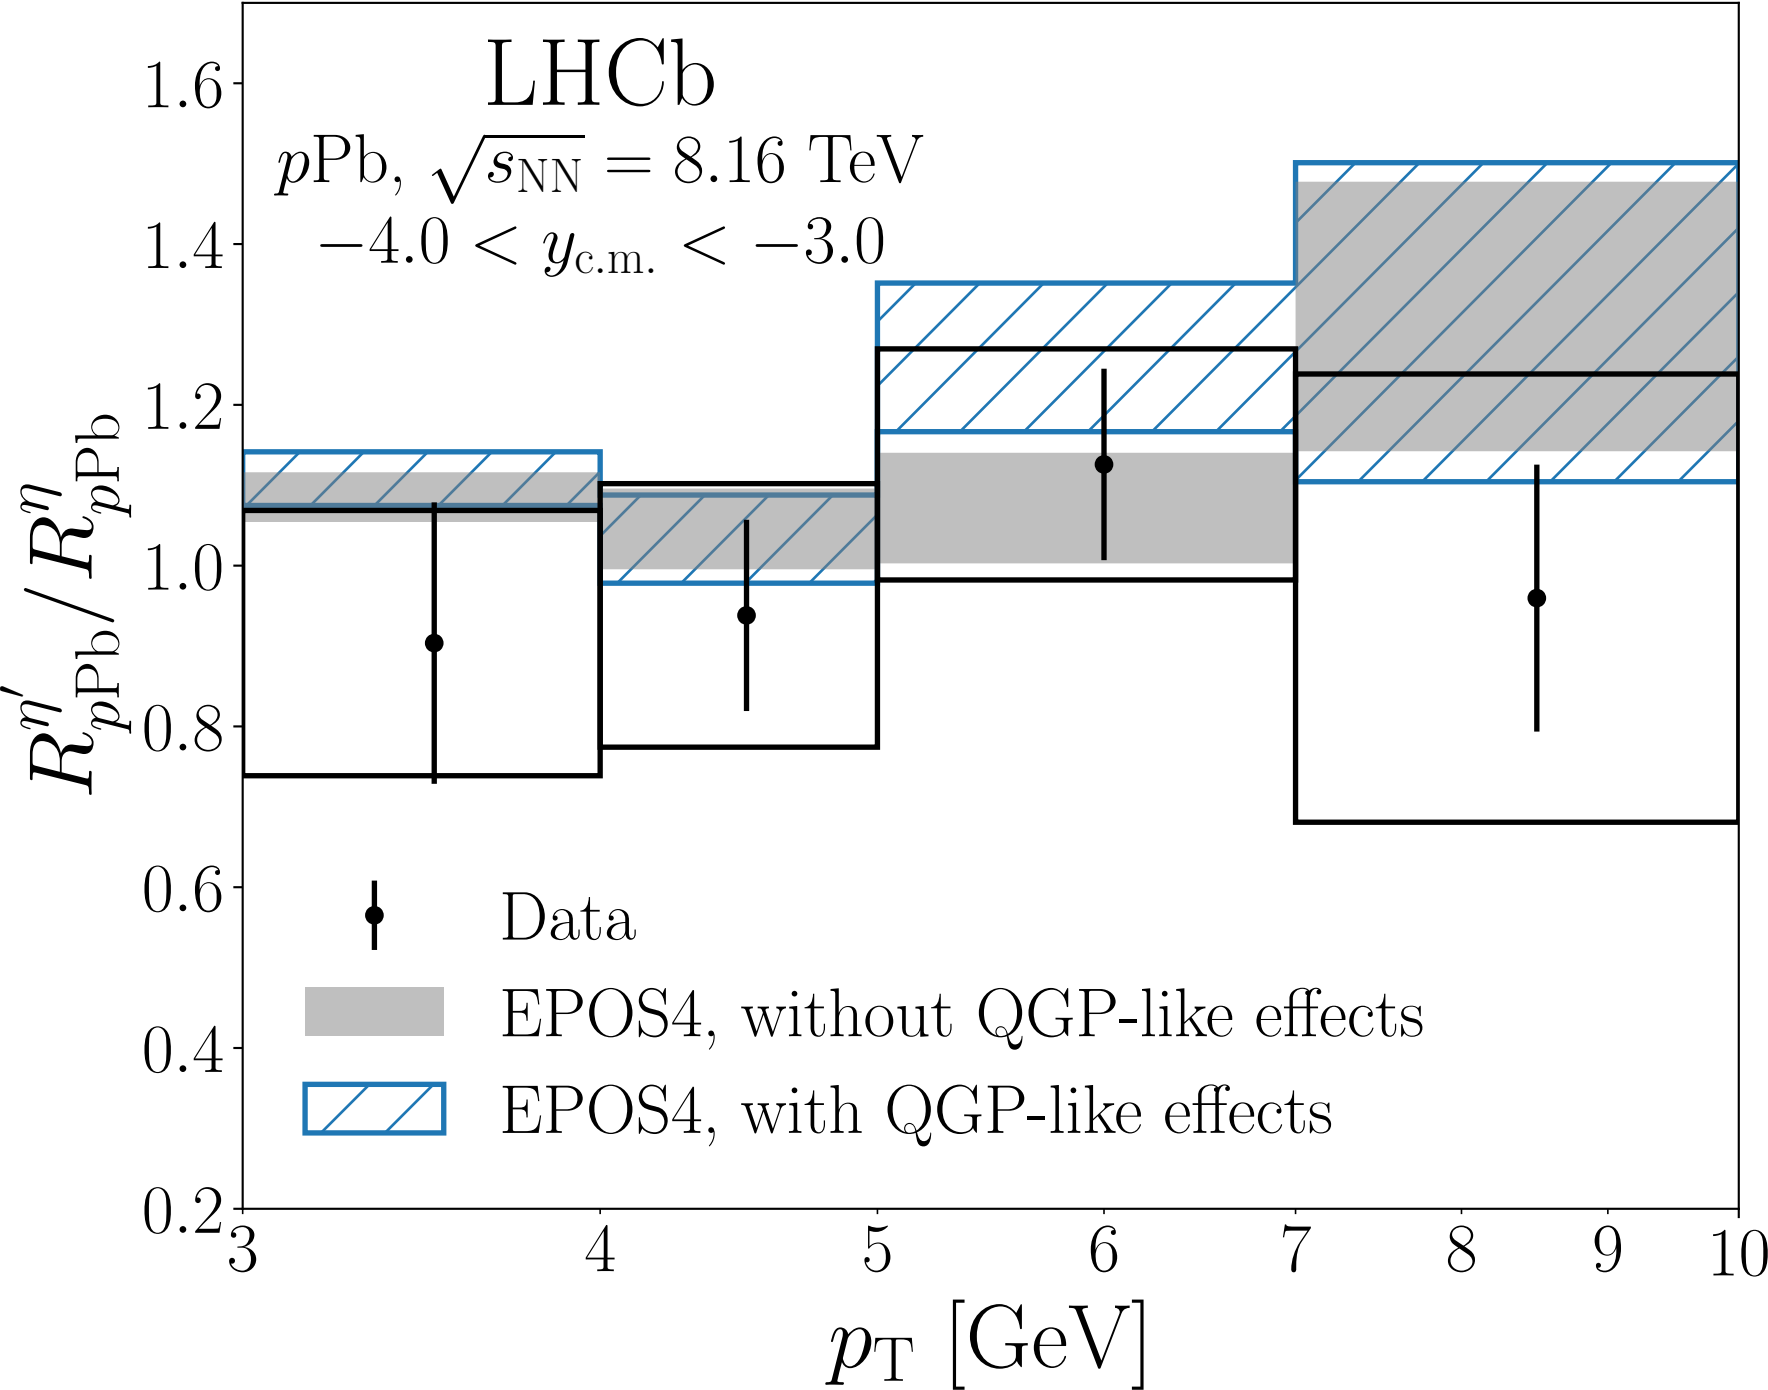 LHCb
pPb, √sNN = 8.16 TeV
−4.0 < yc.m. < −3.0
1.6
1.4
1.2
1.0
0.8
0.6
0.4
0.2
Rη′pPb/ RηpPb
Data
EPOS4, without QGP-like effects
EPOS4, with QGP-like effects
3 4 5 6 7 8 9 10
pT [GeV]